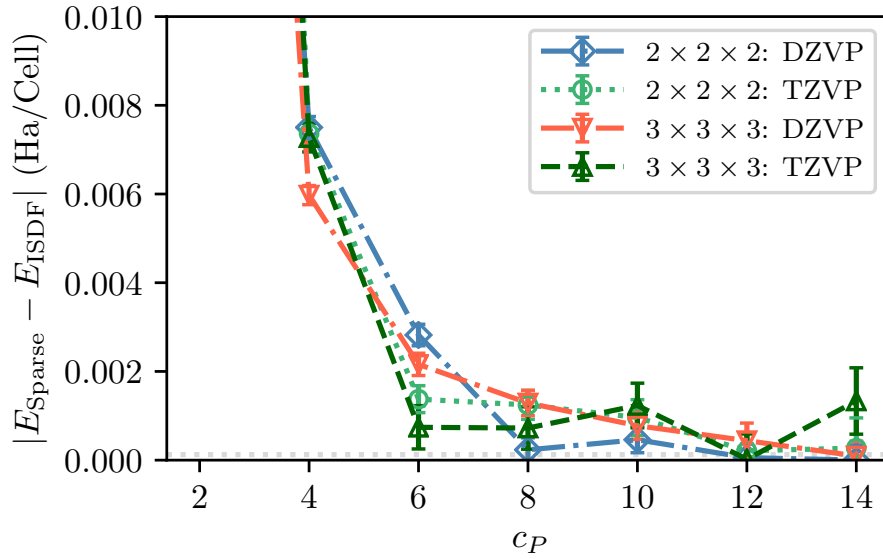 |E_Sparse − E_ISDF| (Ha/Cell)
0.010
0.008
0.006
0.004
0.002
0.000
2 × 2 × 2: DZVP
2 × 2 × 2: TZVP
3 × 3 × 3: DZVP
3 × 3 × 3: TZVP
2 4 6 8 10 12 14
c_P